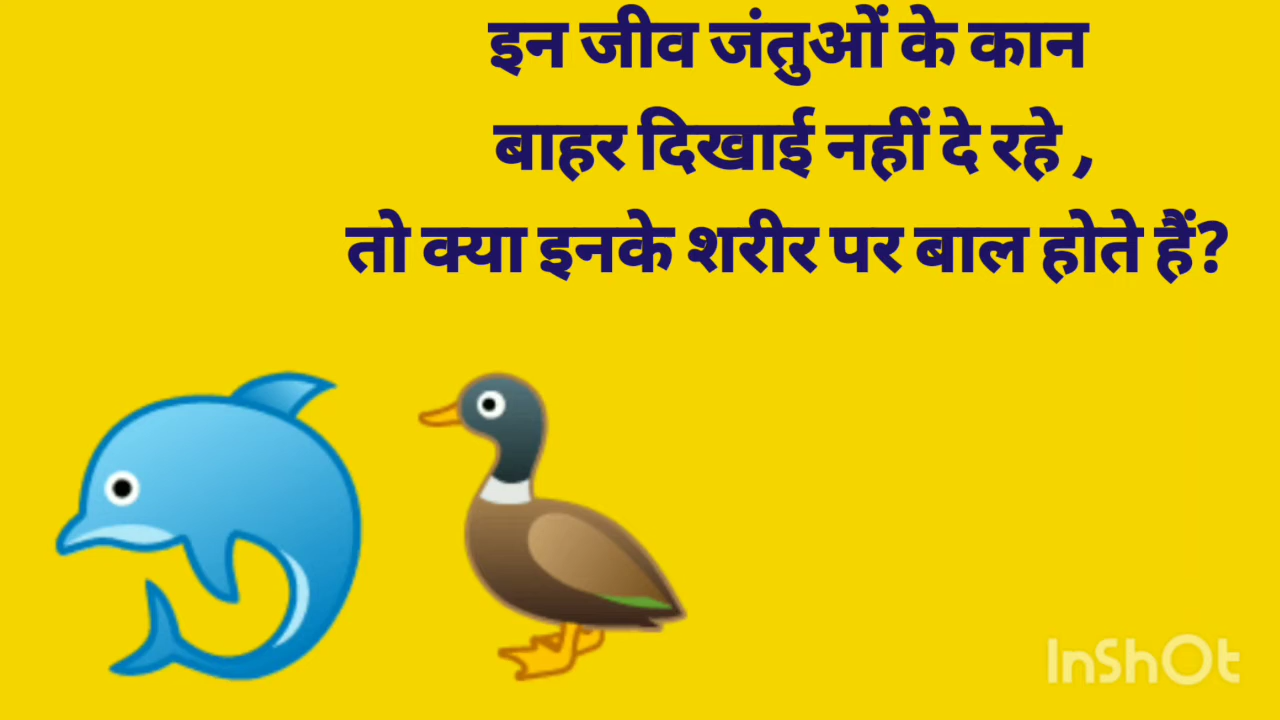 इन जीव जंतुओं के कान
बाहर दिखाई नहीं दे रहे ,
तो क्या इनके शरीर पर बाल होते हैं?
InShOt